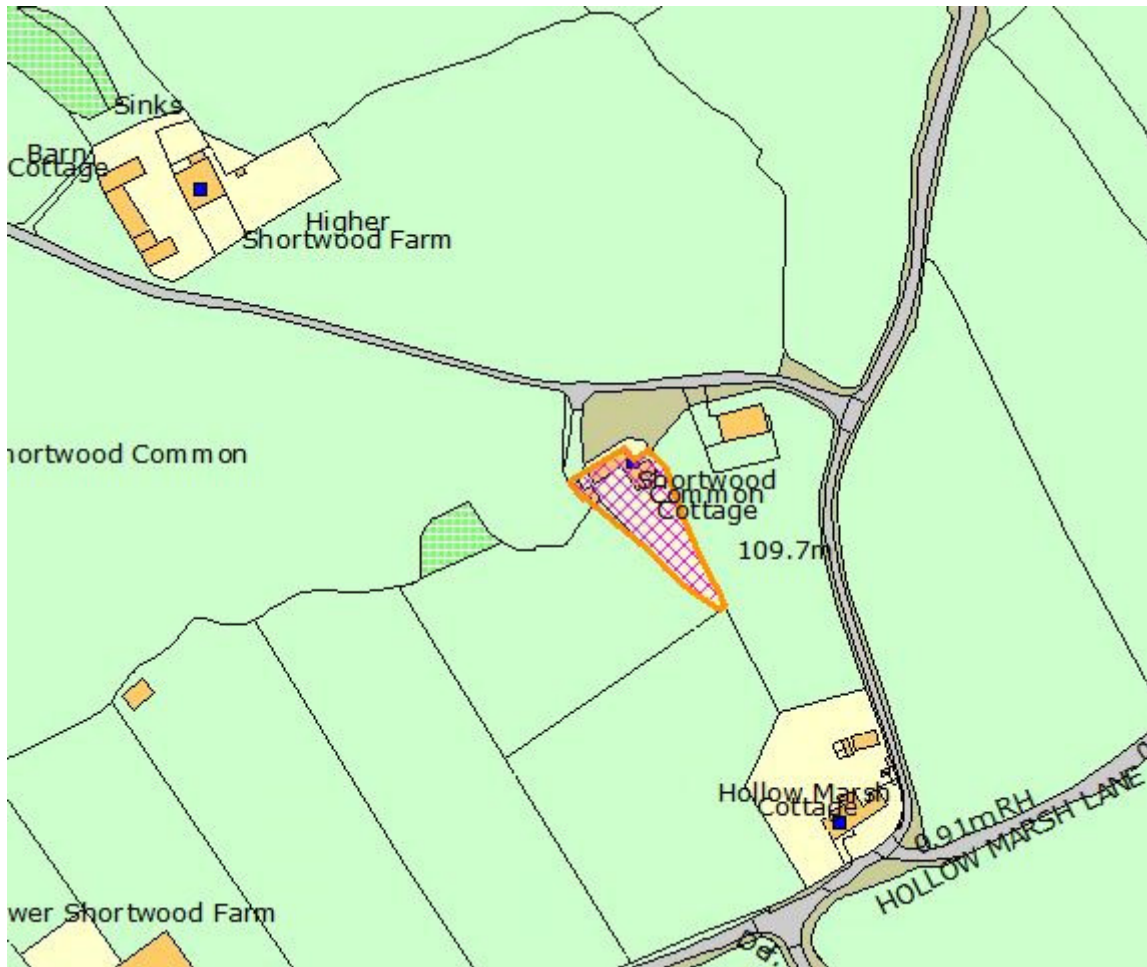 Sinks
Barn
Cottage
Higher
Shortwood Farm
hortwood Common
Shortwood
Common
Cottage
109.7m
Hollow Marsh
Cottage
0.91mRH
HOLLOW MARSH LANE
wer Shortwood Farm